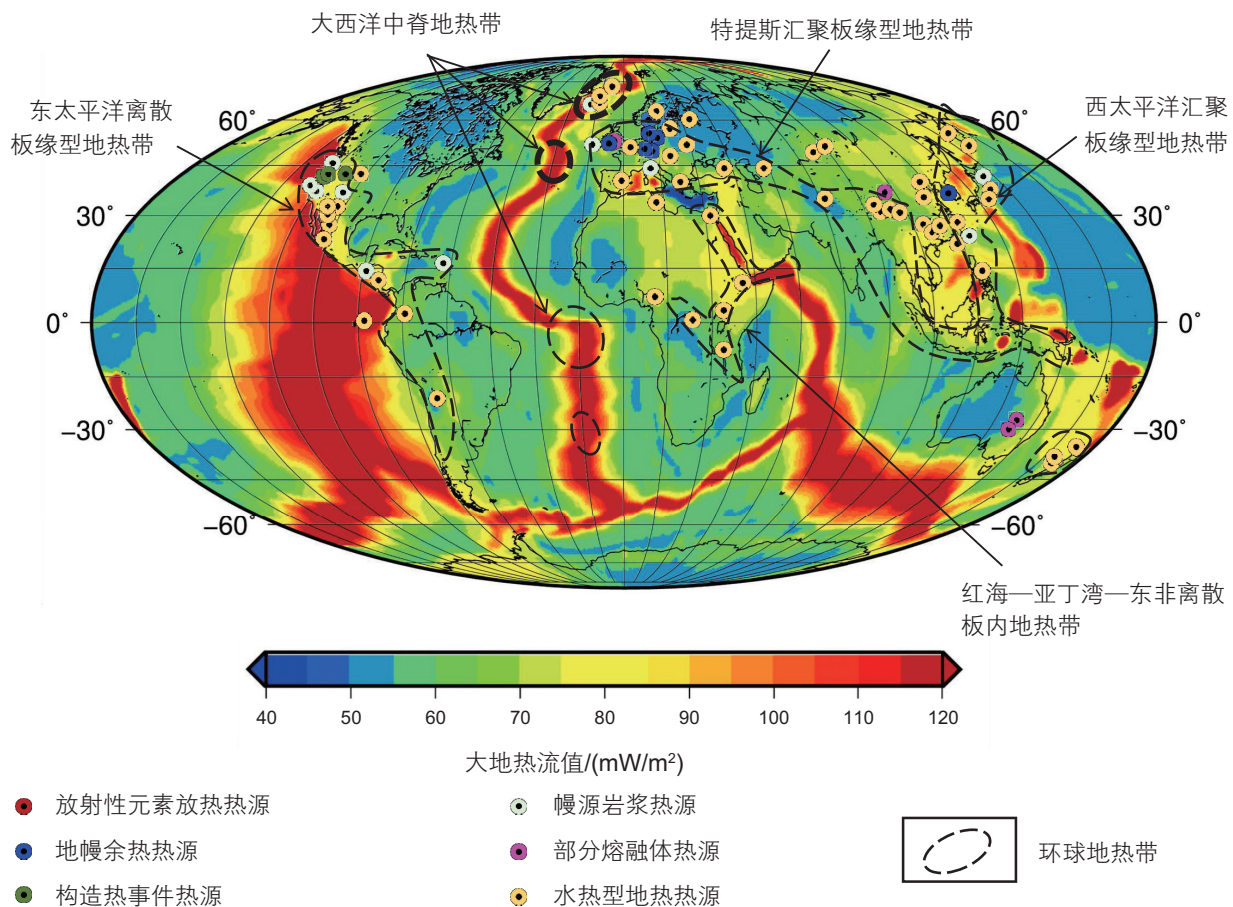 大西洋中脊地热带
特提斯汇聚板缘型地热带
东太平洋离散
板缘型地热带
西太平洋汇聚
板缘型地热带
60°
60°
30°
30°
0°
0°
−30°
−30°
−60°
−60°
红海—亚丁湾—东非离散
板内地热带
40 50 60 70 80 90 100 110 120
大地热流值/(mW/m²)
放射性元素放热热源
幔源岩浆热源
地幔余热热源
部分熔融体热源
环球地热带
构造热事件热源
水热型地热热源